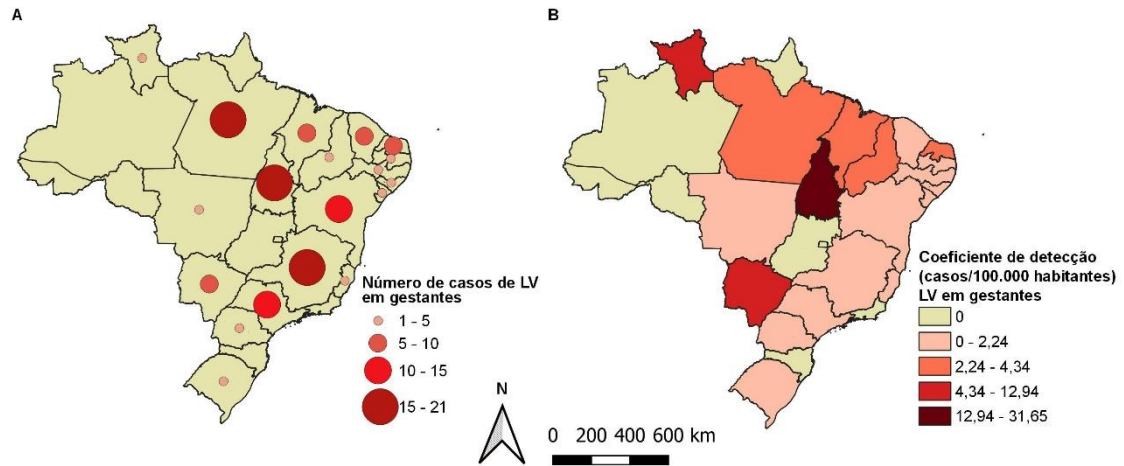 A
Número de casos de LV
em gestantes
1 - 5
5 - 10
10 - 15
15 - 21
N
0 200 400 600 km
B
Coeficiente de detecção
(casos/100.000 habitantes)
LV em gestantes
0
0 - 2,24
2,24 - 4,34
4,34 - 12,94
12,94 - 31,65